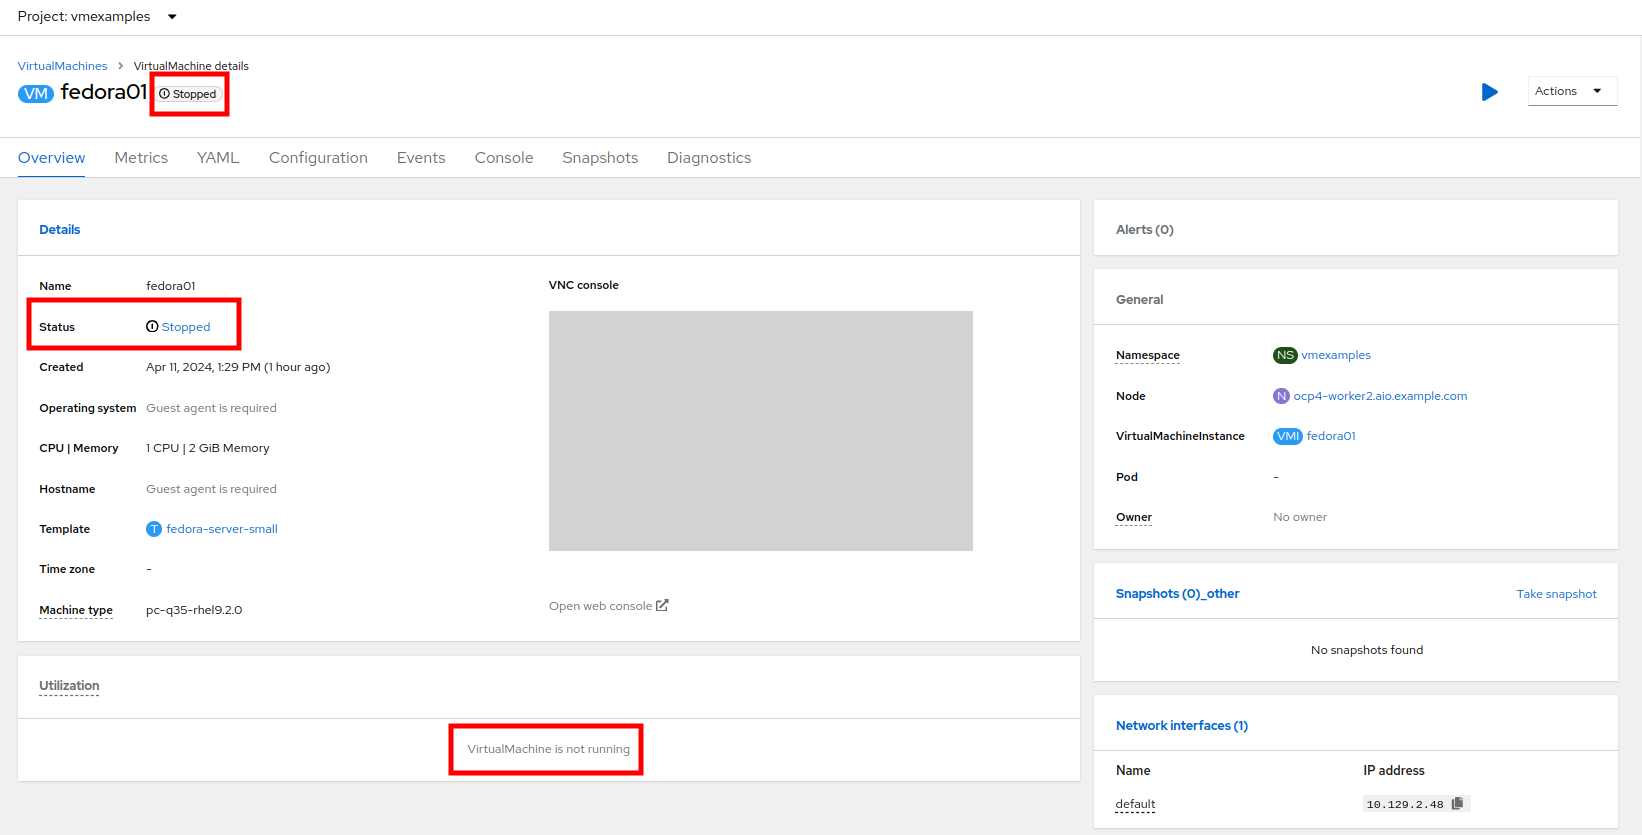 Project: vmexamples
VirtualMachines > VirtualMachine details
VM fedora01 Stopped
Actions
Overview Metrics YAML Configuration Events Console Snapshots Diagnostics
Details
Name fedora01
Status Stopped
Created Apr 11, 2024, 1:29 PM (1 hour ago)
Operating system Guest agent is required
CPU | Memory 1 CPU | 2 GiB Memory
Hostname Guest agent is required
Template T fedora-server-small
Time zone -
Machine type pc-q35-rhel9.2.0
VNC console
Open web console
Utilization
VirtualMachine is not running
Alerts (0)
General
Namespace NS vmexamples
Node N ocp4-worker2.aio.example.com
VirtualMachineInstance VMI fedora01
Pod -
Owner No owner
Snapshots (0)_other Take snapshot
No snapshots found
Network interfaces (1)
Name IP address
default 10.129.2.48